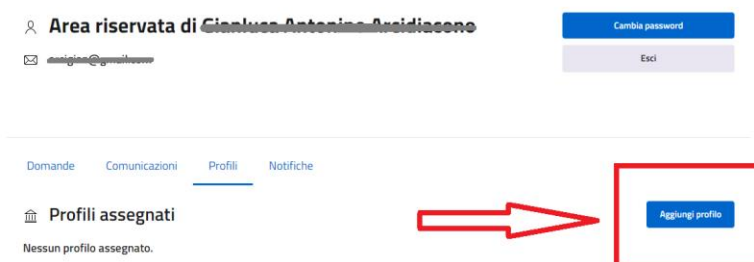 Area riservata di
Cambia password
Esci
Domande Comunicazioni Profili Notifiche
Profili assegnati
Aggiungi profilo
Nessun profilo assegnato.